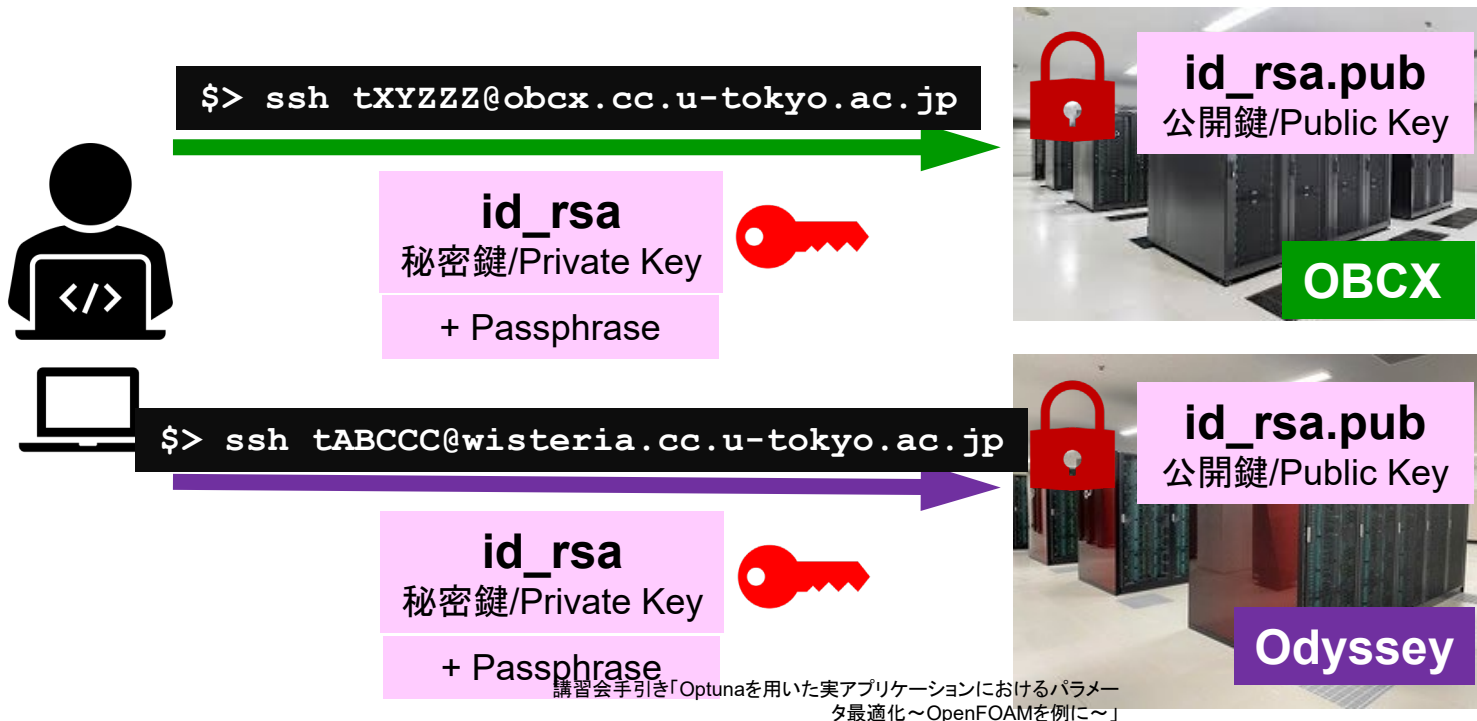 $> ssh tXYZZZ@obcx.cc.u-tokyo.ac.jp
id_rsa.pub
公開鍵/Public Key
id_rsa
秘密鍵/Private Key
+ Passphrase
</>
OBCX
$> ssh tABCCC@wisteria.cc.u-tokyo.ac.jp
id_rsa.pub
公開鍵/Public Key
id_rsa
秘密鍵/Private Key
+ Passphrase
Odyssey
講習会手引き「Optunaを用いた実アプリケーションにおけるパラメー
タ最適化～OpenFOAMを例に～」